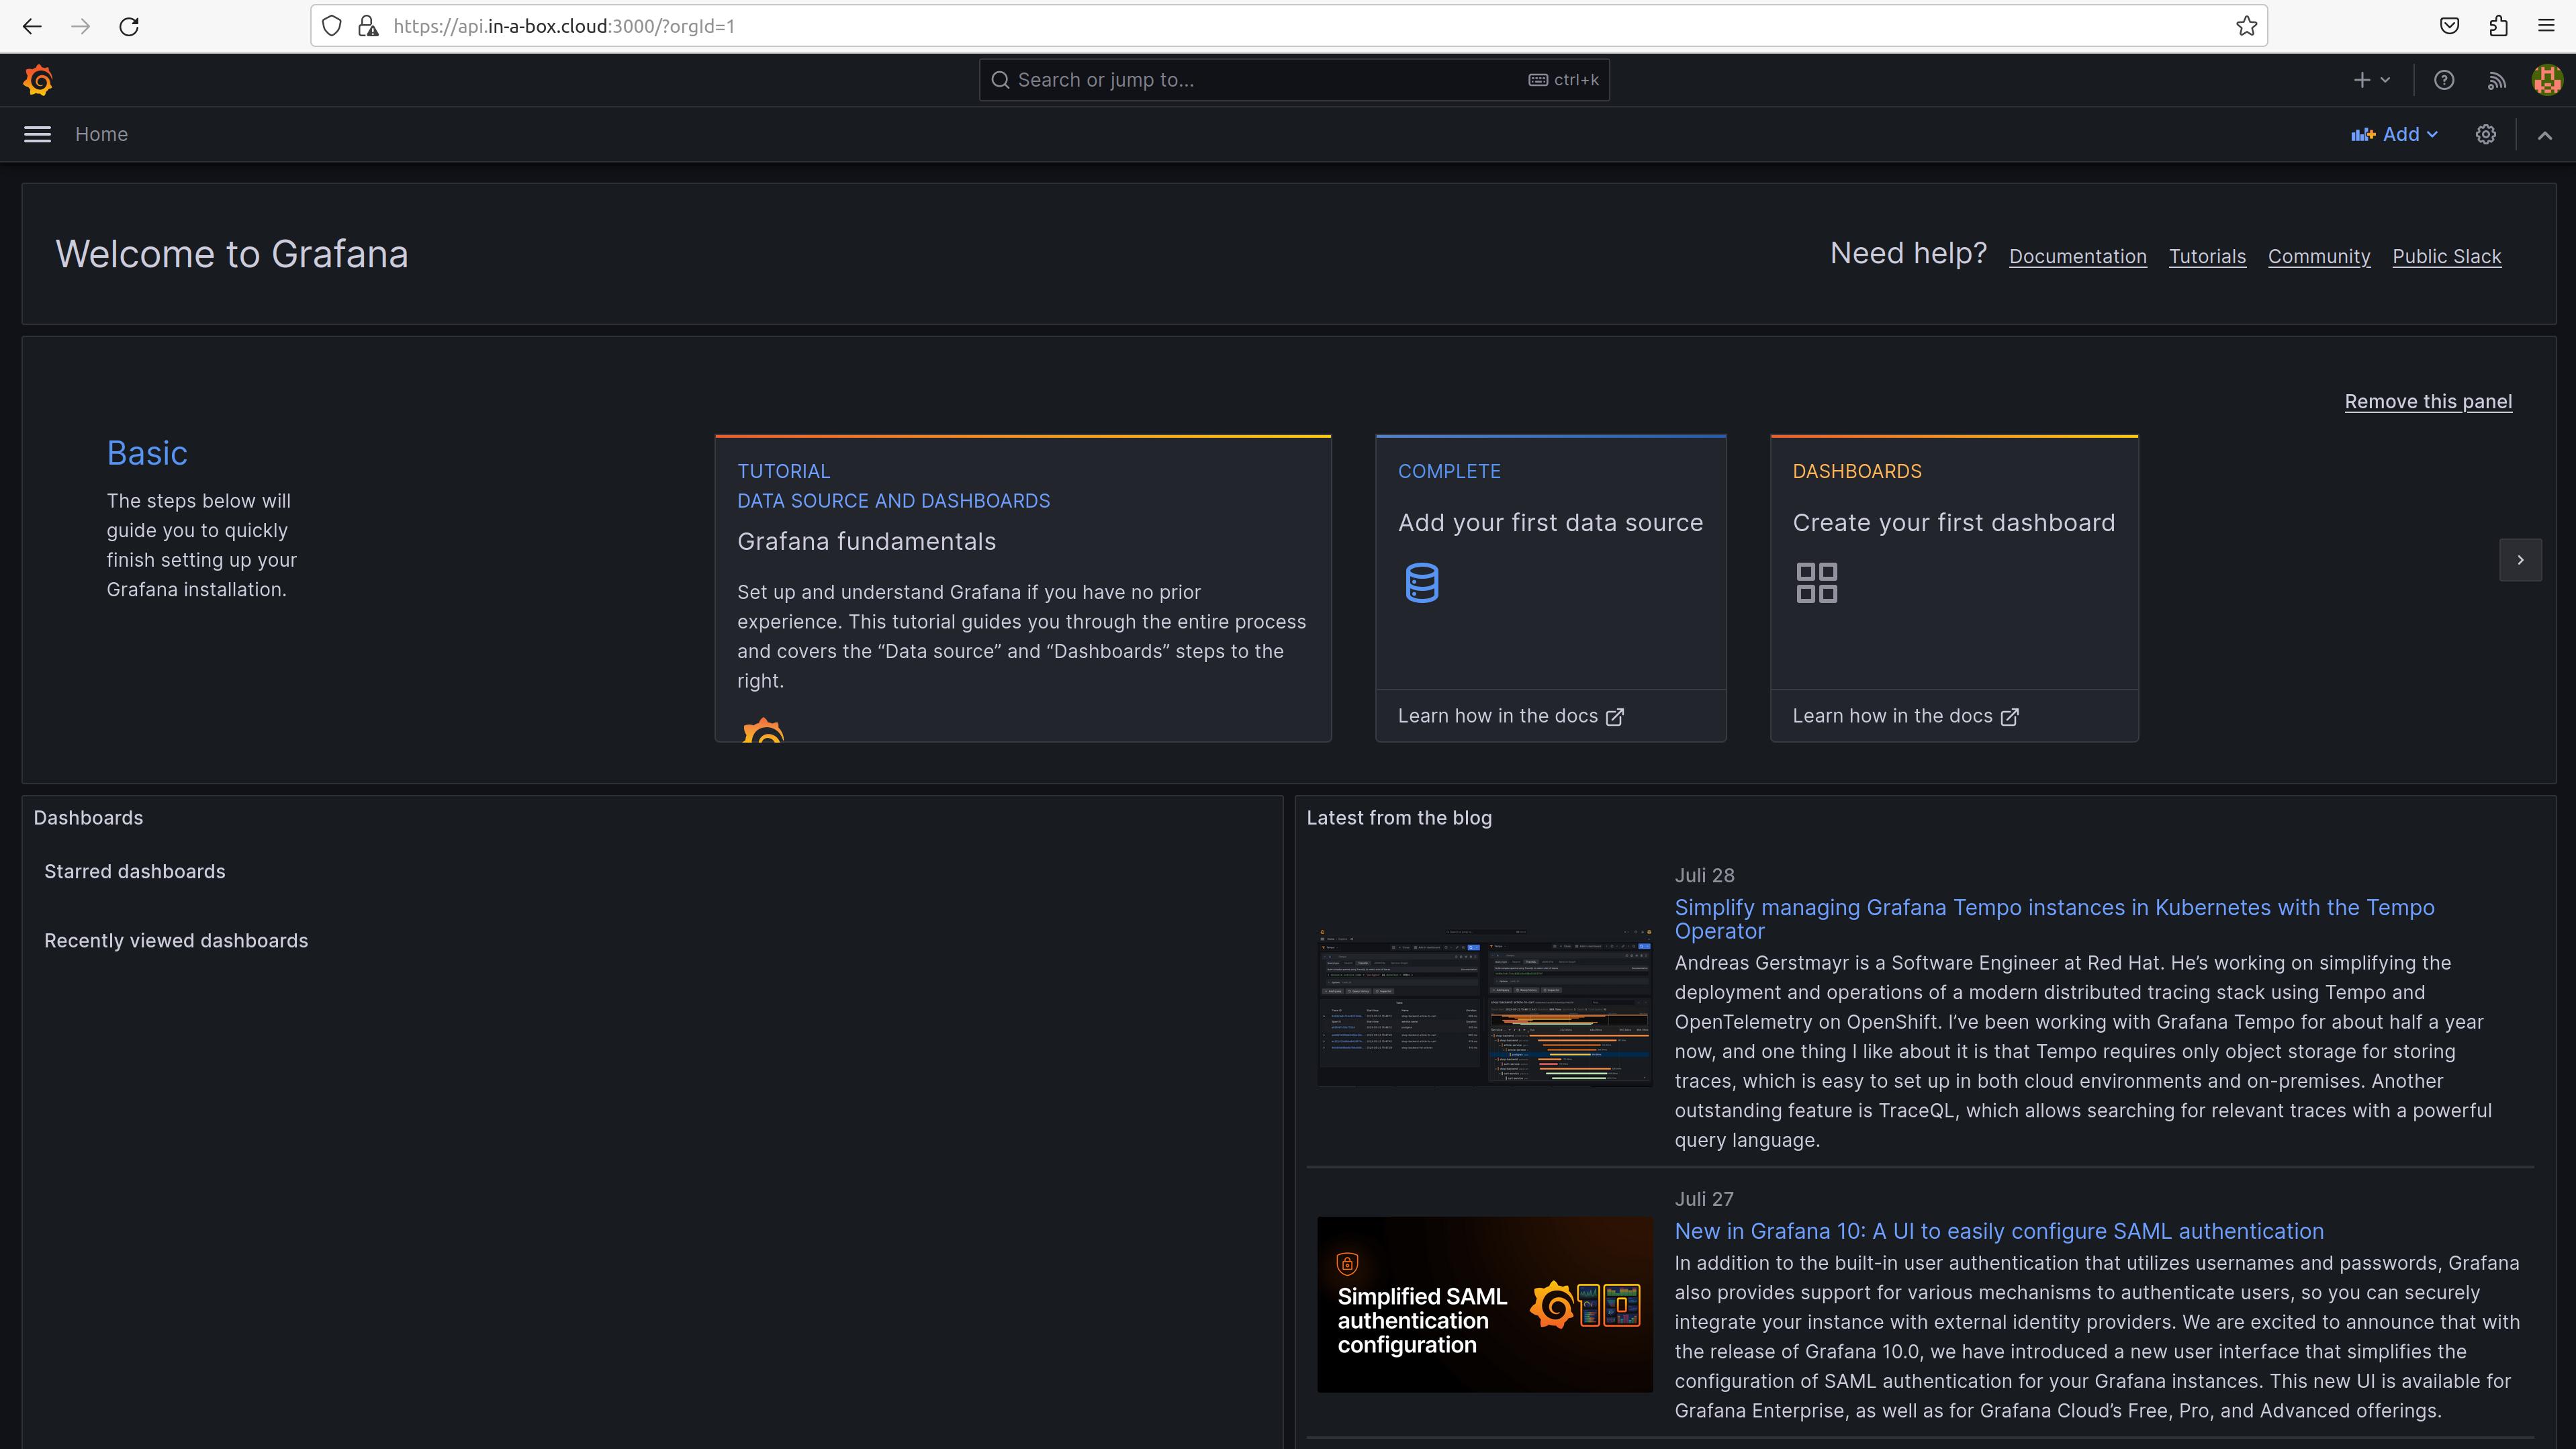 https://api.in-a-box.cloud:3000/?orgId=1
Search or jump to...
ctrl+k
Home
Add
Welcome to Grafana
Need help?
Documentation
Tutorials
Community
Public Slack
Remove this panel
Basic
The steps below will
guide you to quickly
finish setting up your
Grafana installation.
TUTORIAL
DATA SOURCE AND DASHBOARDS
Grafana fundamentals
Set up and understand Grafana if you have no prior
experience. This tutorial guides you through the entire process
and covers the “Data source” and “Dashboards” steps to the
right.
COMPLETE
Add your first data source
Learn how in the docs
DASHBOARDS
Create your first dashboard
Learn how in the docs
Dashboards
Starred dashboards
Recently viewed dashboards
Latest from the blog
Juli 28
Simplify managing Grafana Tempo instances in Kubernetes with the Tempo
Operator
Andreas Gerstmayr is a Software Engineer at Red Hat. He’s working on simplifying the
deployment and operations of a modern distributed tracing stack using Tempo and
OpenTelemetry on OpenShift. I’ve been working with Grafana Tempo for about half a year
now, and one thing I like about it is that Tempo requires only object storage for storing
traces, which is easy to set up in both cloud environments and on-premises. Another
outstanding feature is TraceQL, which allows searching for relevant traces with a powerful
query language.
Juli 27
New in Grafana 10: A UI to easily configure SAML authentication
In addition to the built-in user authentication that utilizes usernames and passwords, Grafana
also provides support for various mechanisms to authenticate users, so you can securely
integrate your instance with external identity providers. We are excited to announce that with
the release of Grafana 10.0, we have introduced a new user interface that simplifies the
configuration of SAML authentication for your Grafana instances. This new UI is available for
Grafana Enterprise, as well as for Grafana Cloud’s Free, Pro, and Advanced offerings.
Simplified SAML
authentication
configuration